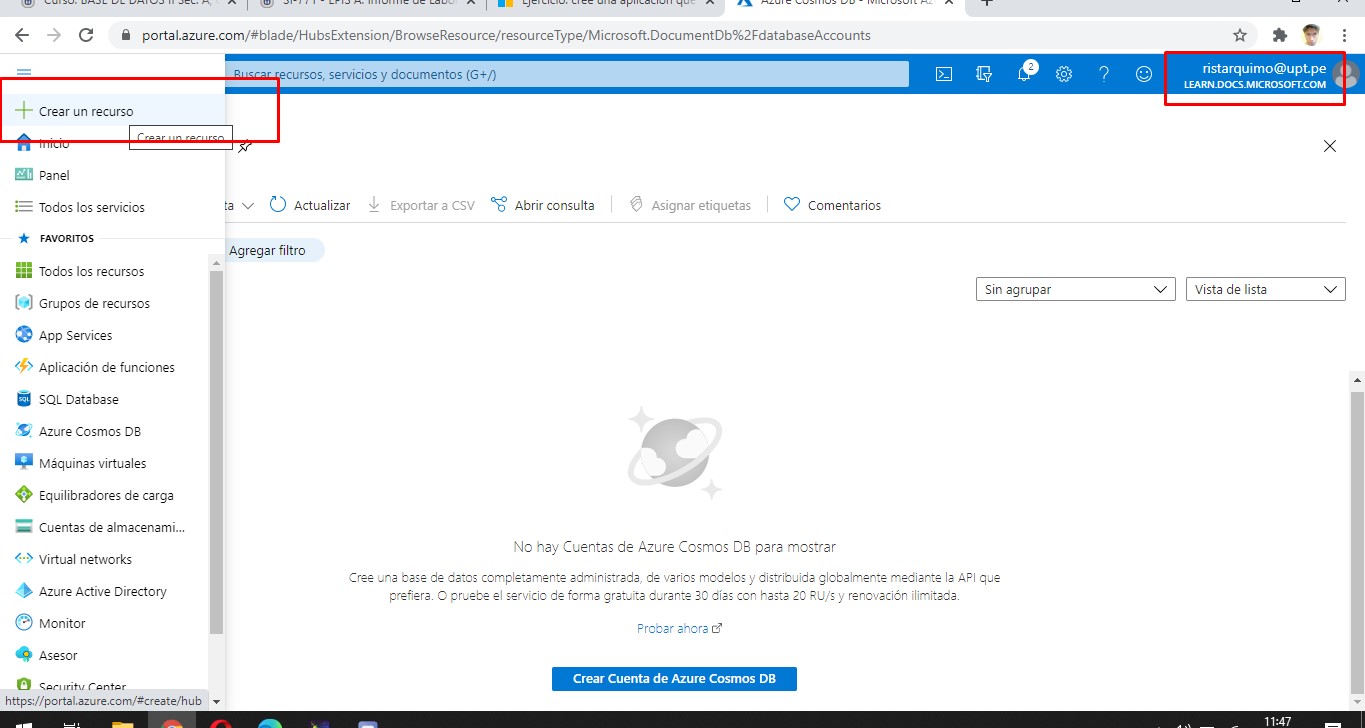 Curso: BASE DE DATOS II Sec. A,
SI-771 - EPIS A: Informe de Labor
Ejercicio: cree una aplicación que
Azure Cosmos DB - Microsoft Az
portal.azure.com/#blade/HubsExtension/BrowseResource/resourceType/Microsoft.DocumentDb%2FdatabaseAccounts
Buscar recursos, servicios y documentos (G+/)
2
ristarquimo@upt.pe
LEARN.DOCS.MICROSOFT.COM
Crear un recurso
Crear un recurso
Inicio
Panel
Todos los servicios
FAVORITOS
Todos los recursos
Grupos de recursos
App Services
Aplicación de funciones
SQL Database
Azure Cosmos DB
Máquinas virtuales
Equilibradores de carga
Cuentas de almacenami...
Virtual networks
Azure Active Directory
Monitor
Asesor
Security Center
https://portal.azure.com/#create/hub
ta
Actualizar
Exportar a CSV
Abrir consulta
Asignar etiquetas
Comentarios
Agregar filtro
Sin agrupar
Vista de lista
No hay Cuentas de Azure Cosmos DB para mostrar
Cree una base de datos completamente administrada, de varios modelos y distribuida globalmente mediante la API que
prefiera. O pruebe el servicio de forma gratuita durante 30 días con hasta 20 RU/s y renovación ilimitada.
Probar ahora
Crear Cuenta de Azure Cosmos DB
11:47